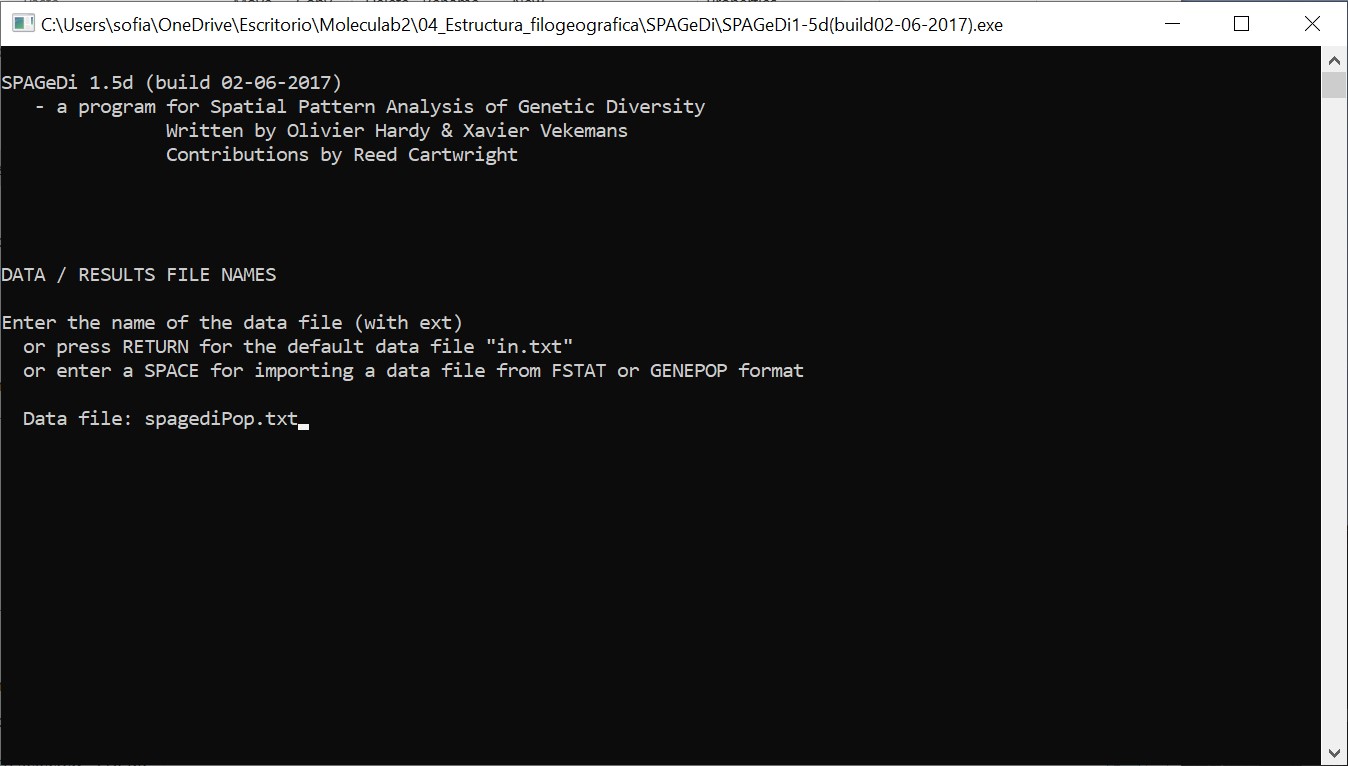 C:\Users\sofia\OneDrive\Escritorio\Moleculab2\04_Estructura_filogeografica\SPAGeDi\SPAGeDi1-5d(build02-06-2017).exe
SPAGeDi 1.5d (build 02-06-2017)
- a program for Spatial Pattern Analysis of Genetic Diversity
Written by Olivier Hardy & Xavier Vekemans
Contributions by Reed Cartwright
DATA / RESULTS FILE NAMES
Enter the name of the data file (with ext)
or press RETURN for the default data file "in.txt"
or enter a SPACE for importing a data file from FSTAT or GENEPOP format
Data file: spagediPop.txt